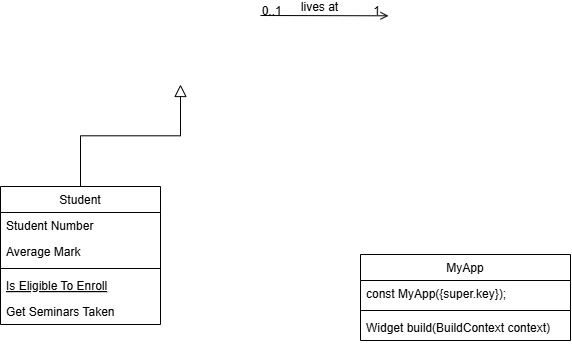 0..1 lives at 1
Student
Student Number
Average Mark
Is Eligible To Enroll
Get Seminars Taken
MyApp
const MyApp({super.key});
Widget build(BuildContext context)